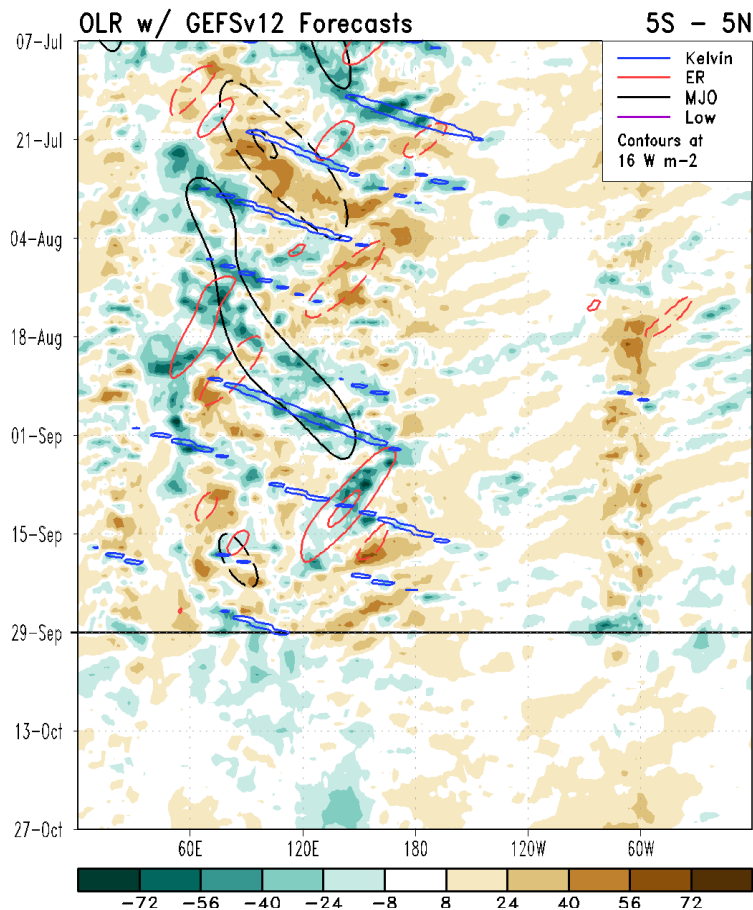 OLR w/ GEFSv12 Forecasts 5S - 5N
07-Jul
21-Jul
04-Aug
18-Aug
01-Sep
15-Sep
29-Sep
13-Oct
27-Oct
Kelvin
ER
MJO
Low
Contours at
16 W m-2
60E 120E 180 120W 60W
-72 -56 -40 -24 -8 8 24 40 56 72